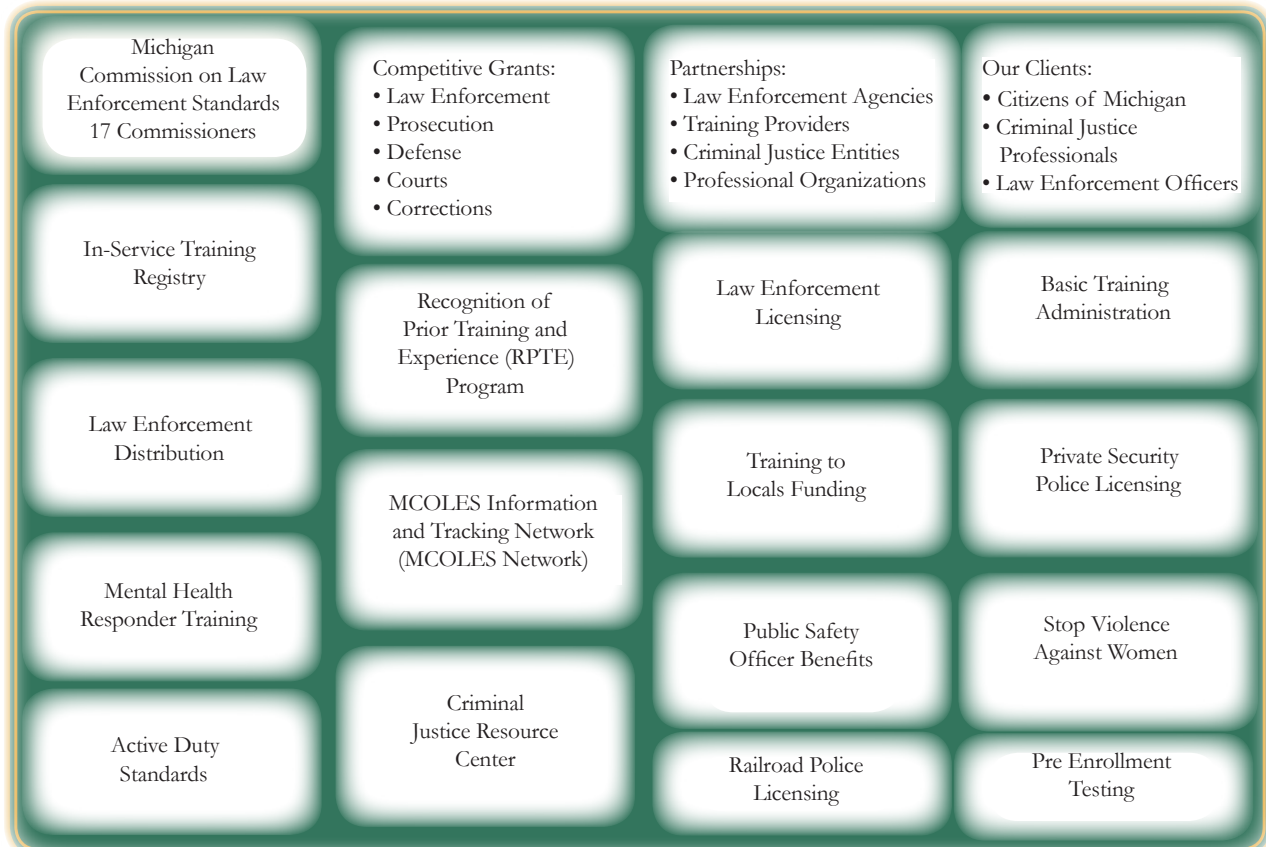 Michigan
Commission on Law
Enforcement Standards
17 Commissioners
In-Service Training
Registry
Law Enforcement
Distribution
Mental Health
Responder Training
Active Duty
Standards
Competitive Grants:
• Law Enforcement
• Prosecution
• Defense
• Courts
• Corrections
Recognition of
Prior Training and
Experience (RPTE)
Program
MCOLES Information
and Tracking Network
(MCOLES Network)
Criminal
Justice Resource
Center
Partnerships:
• Law Enforcement Agencies
• Training Providers
• Criminal Justice Entities
• Professional Organizations
Law Enforcement
Licensing
Training to
Locals Funding
Public Safety
Officer Benefits
Railroad Police
Licensing
Our Clients:
• Citizens of Michigan
• Criminal Justice
Professionals
• Law Enforcement Officers
Basic Training
Administration
Private Security
Police Licensing
Stop Violence
Against Women
Pre Enrollment
Testing